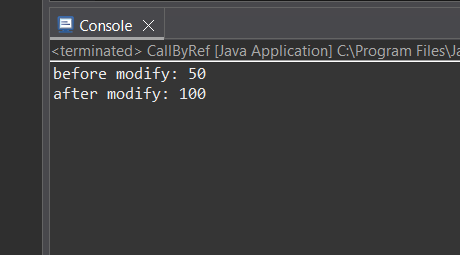 Console
<terminated> CallByRef [Java Application] C:\Program Files\Ja
before modify: 50
after modify: 100